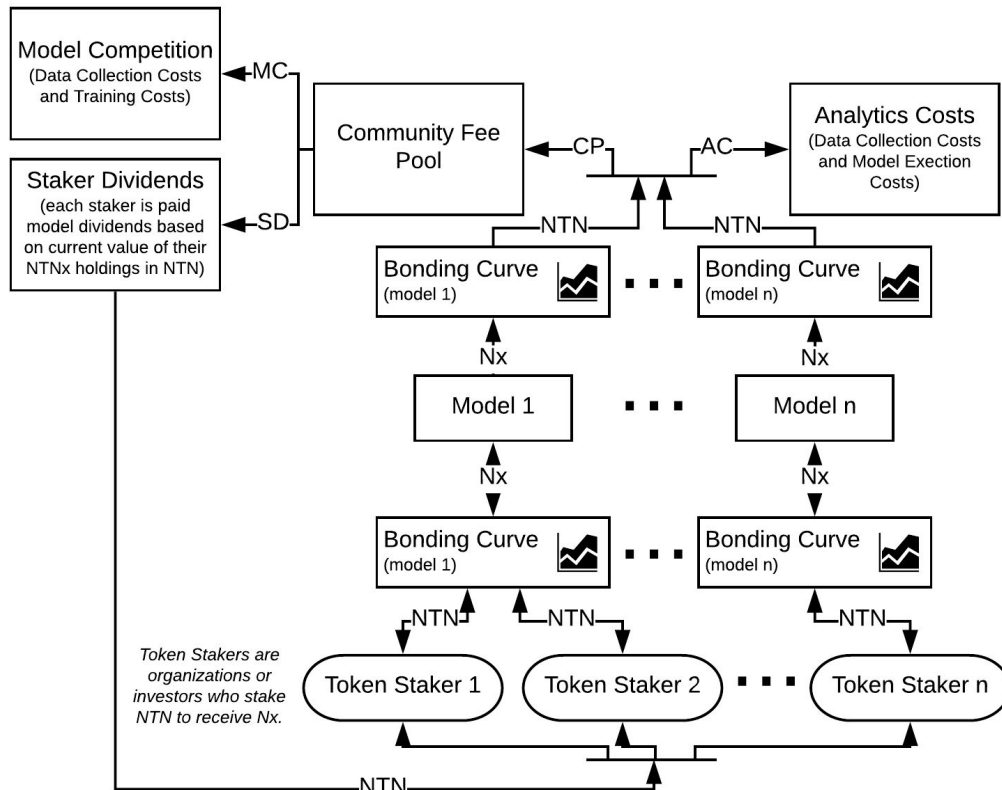 Model Competition
(Data Collection Costs
and Training Costs)
MC
Community Fee
Pool
CP
AC
Analytics Costs
(Data Collection Costs
and Model Exection
Costs)
Staker Dividends
(each staker is paid
model dividends based
on current value of their
NTNx holdings in NTN)
SD
NTN
NTN
Bonding Curve
(model 1)
Bonding Curve
(model n)
Nx
Nx
Model 1
Model n
Nx
Nx
Bonding Curve
(model 1)
Bonding Curve
(model n)
NTN
NTN
NTN
Token Stakers are
organizations or
investors who stake
NTN to receive Nx.
Token Staker 1
Token Staker 2
Token Staker n
NTN